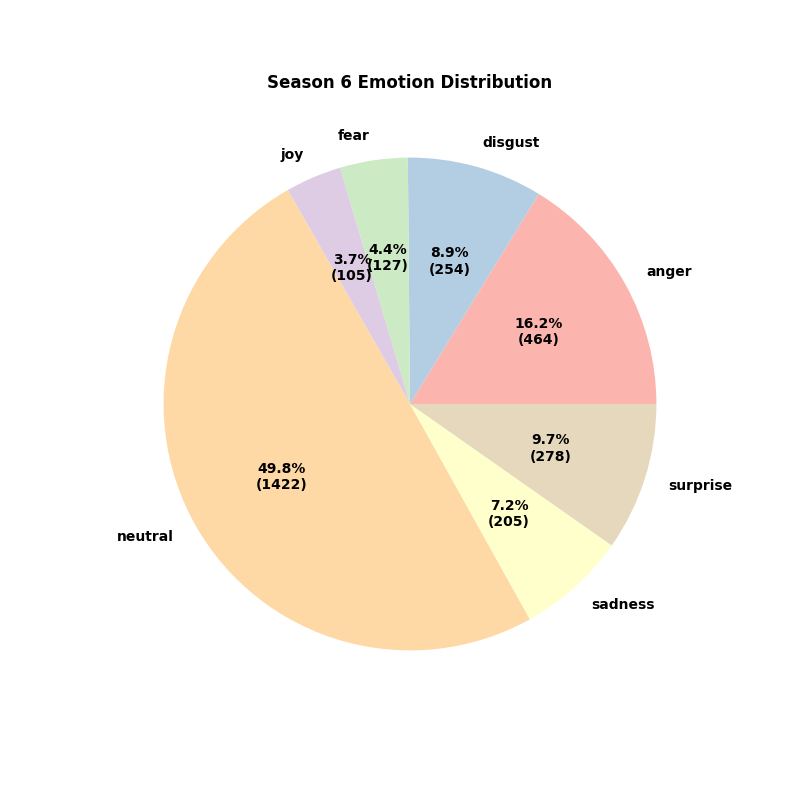 Season 6 Emotion Distribution
fear
disgust
joy
anger
3.7%
(105)
4.4%
(127)
8.9%
(254)
16.2%
(464)
9.7%
(278)
49.8%
(1422)
7.2%
(205)
surprise
neutral
sadness